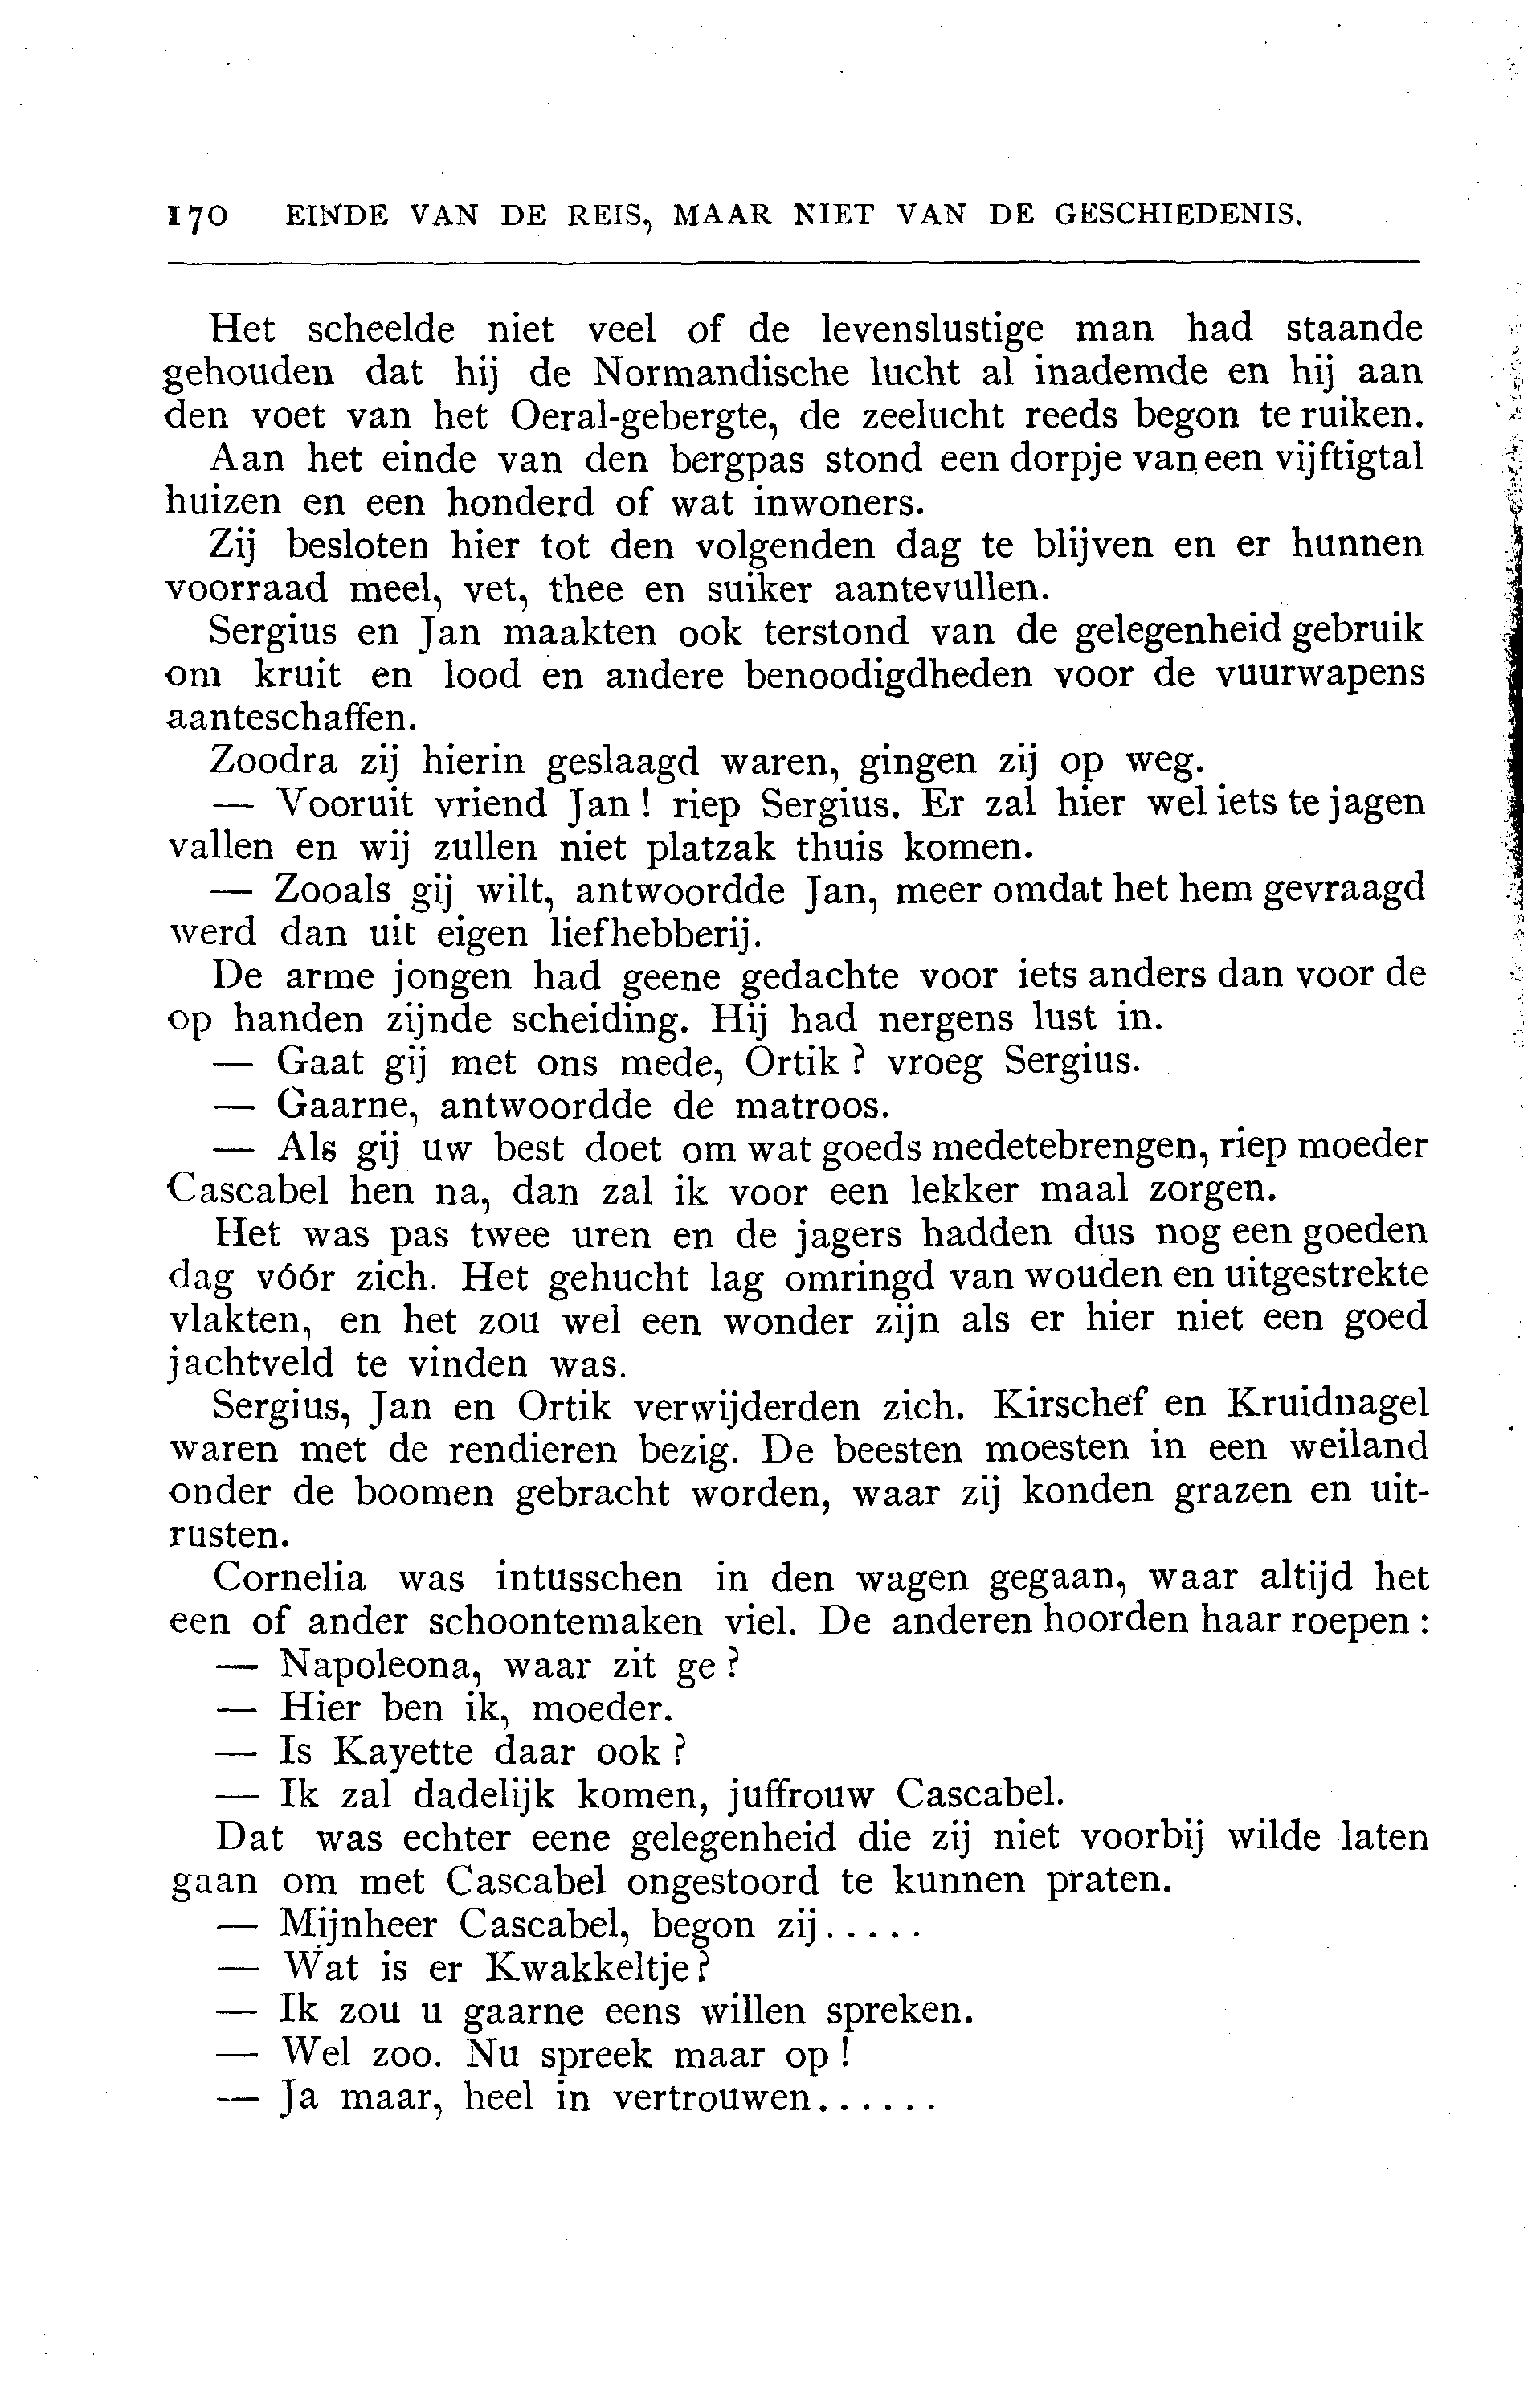 170 EINDE VAN DE REIS, MAAR NIET VAN DE GESCHIEDENIS.
Het scheelde niet veel of de levenslustige man had staande
gehouden dat hij de Normandische lucht al inademde en hij aan
den voet van het Oeral-gebergte, de zeelucht reeds begon te ruiken.
Aan het einde van den bergpas stond een dorpje van een vijftigtal
huizen en een honderd of wat inwoners.
Zij besloten hier tot den volgenden dag te blijven en er hunnen
voorraad meel, vet, thee en suiker aantevullen.
Sergius en Jan maakten ook terstond van de gelegenheid gebruik
om kruit en lood en andere benoodigdheden voor de vuurwapens
aanteschaffen.
Zoodra zij hierin geslaagd waren, gingen zij op weg.
— Vooruit vriend Jan! riep Sergius. Er zal hier wel iets te jagen
vallen en wij zullen niet platzak thuis komen.
— Zooals gij wilt, antwoordde Jan, meer omdat het hem gevraagd
werd dan uit eigen liefhebberij.
De arme jongen had geene gedachte voor iets anders dan voor de
op handen zijnde scheiding. Hij had nergens lust in.
— Gaat gij met ons mede, Ortik? vroeg Sergius.
— Gaarne, antwoordde de matroos.
— Als gij uw best doet om wat goeds medetebrengen, riep moeder
Cascabel hen na, dan zal ik voor een lekker maal zorgen.
Het was pas twee uren en de jagers hadden dus nog een goeden
dag vóór zich. Het gehucht lag omringd van wouden en uitgestrekte
vlakten, en het zou wel een wonder zijn als er hier niet een goed
jachtveld te vinden was.
Sergius, Jan en Ortik verwijderden zich. Kirschef en Kruidnagel
waren met de rendieren bezig. De beesten moesten in een weiland
onder de boomen gebracht worden, waar zij konden grazen en uit-
rusten.
Cornelia was intusschen in den wagen gegaan, waar altijd het
een of ander schoontemaken viel. De anderen hoorden haar roepen:
— Napoleona, waar zit ge?
— Hier ben ik, moeder.
— Is Kayette daar ook?
— Ik zal dadelijk komen, juffrouw Cascabel.
Dat was echter eene gelegenheid die zij niet voorbij wilde laten
gaan om met Cascabel ongestoord te kunnen praten.
— Mijnheer Cascabel, begon zij.....
— Wat is er Kwakkeltje?
— Ik zou u gaarne eens willen spreken.
— Wel zoo. Nu spreek maar op!
— Ja maar, heel in vertrouwen......